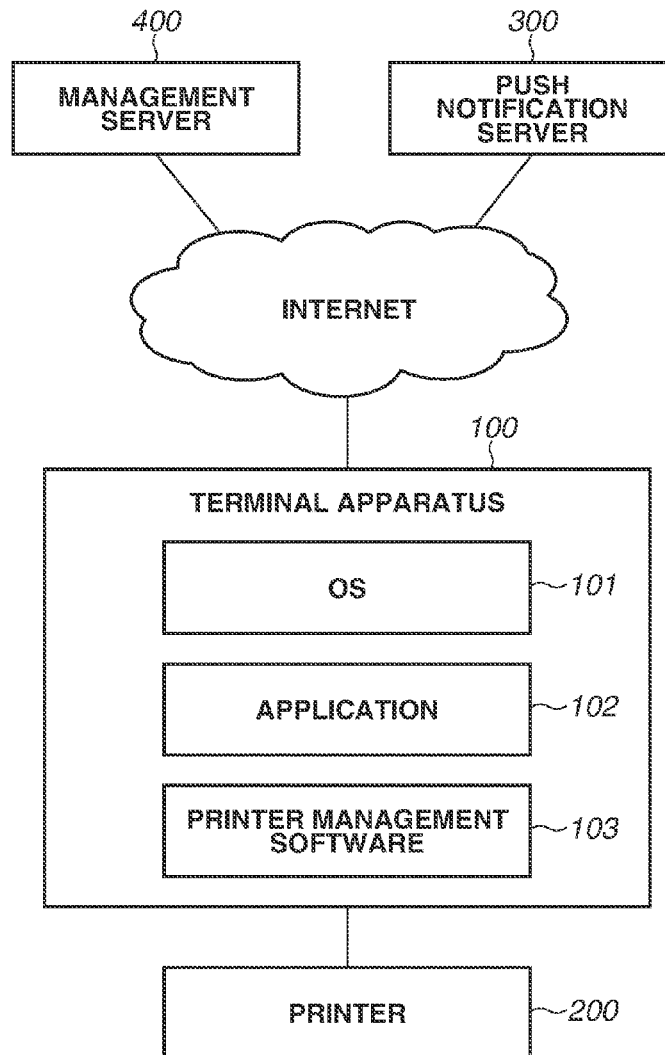 400
300
MANAGEMENT
SERVER
PUSH
NOTIFICATION
SERVER
INTERNET
100
TERMINAL APPARATUS
OS
101
APPLICATION
102
PRINTER MANAGEMENT
SOFTWARE
103
PRINTER
200